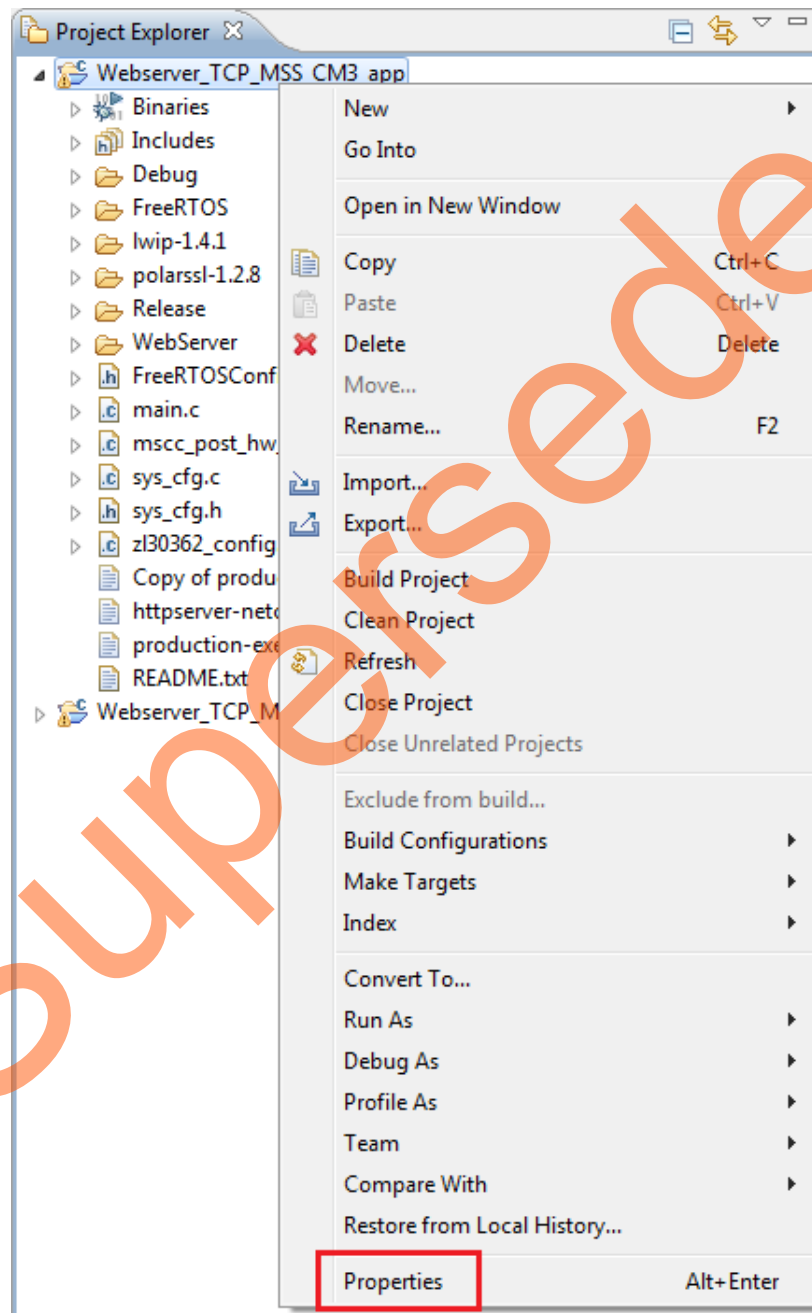 Project Explorer
Webserver_TCP_MSS_CM3_app
Binaries
Includes
Debug
FreeRTOS
lwip-1.4.1
polarssl-1.2.8
Release
WebServer
FreeRTOSConf
main.c
mscc_post_hw_
sys_cfg.c
sys_cfg.h
zl30362_config
Copy of produ
httpserver-netc
production-exe
README.txt
Webserver_TCP_M
New
Go Into
Open in New Window
Copy Ctrl+C
Paste Ctrl+V
Delete Delete
Move...
Rename... F2
Import...
Export...
Build Project
Clean Project
Refresh
Close Project
Close Unrelated Projects
Exclude from build...
Build Configurations
Make Targets
Index
Convert To...
Run As
Debug As
Profile As
Team
Compare With
Restore from Local History...
Properties Alt+Enter
Supersede